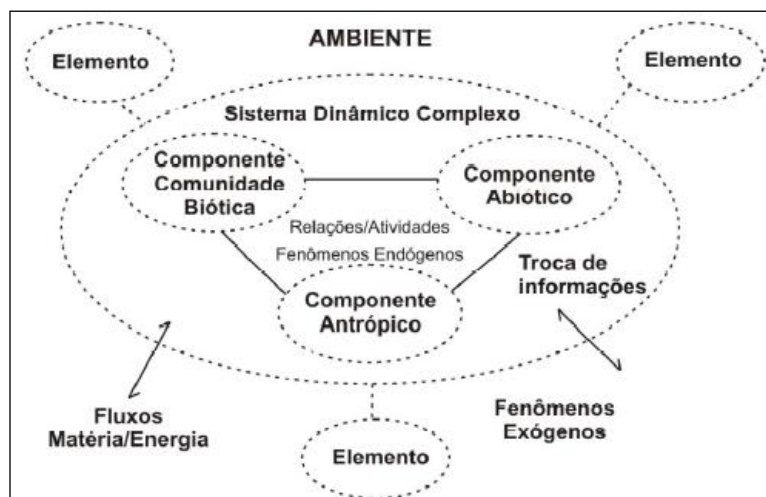 AMBIENTE
Elemento
Elemento
Sistema Dinâmico Complexo
Componente
Comunidade
Biótica
Componente
Abiótico
Relações/Atividades
Fenômenos Endógenos
Componente
Antrópico
Troca de
informações
Fluxos
Matéria/Energia
Fenômenos
Exógenos
Elemento